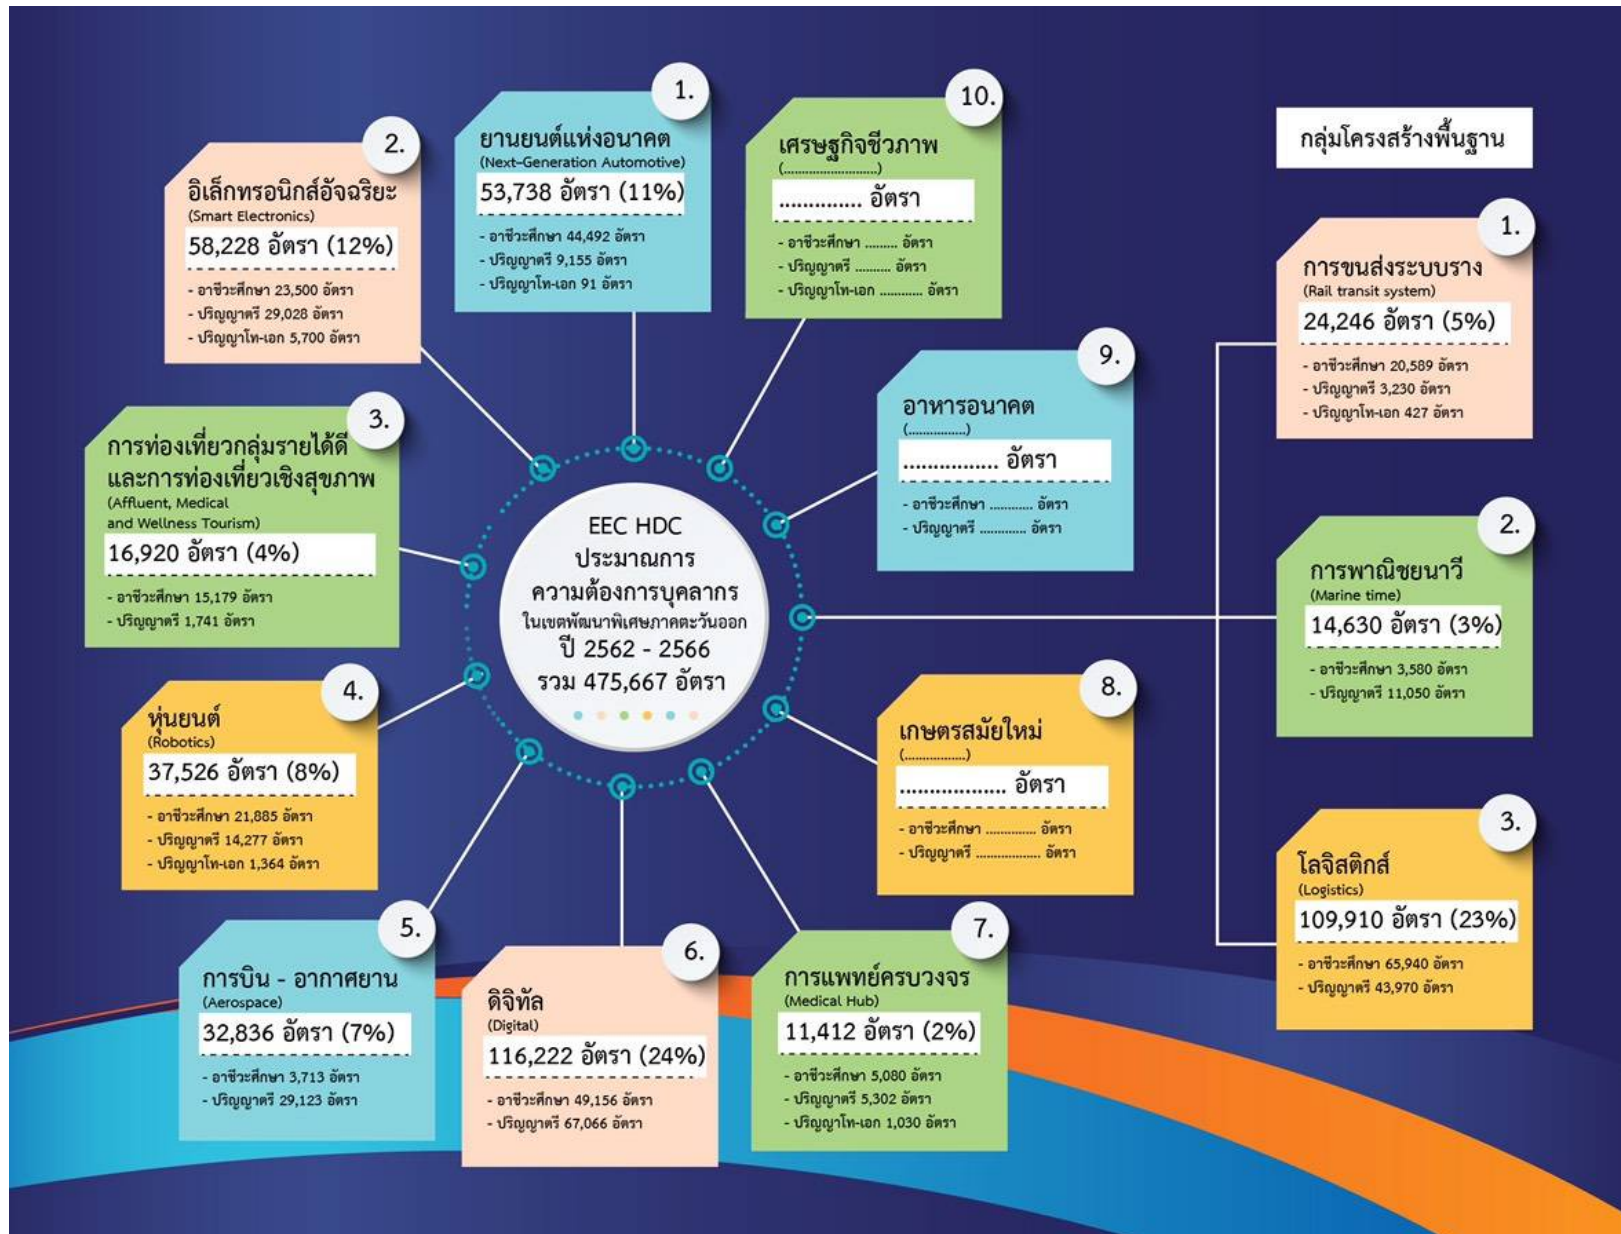 EEC HDC
ประมาณการ
ความต้องการบุคลากร
ในเขตพัฒนาพิเศษภาคตะวันออก
ปี 2562 - 2566
รวม 475,667 อัตรา
1.
ยานยนต์แห่งอนาคต
(Next-Generation Automotive)
53,738 อัตรา (11%)
- อาชีวะศึกษา 44,492 อัตรา
- ปริญญาตรี 9,155 อัตรา
- ปริญญาโท-เอก 91 อัตรา
2.
อิเล็กทรอนิกส์อัจฉริยะ
(Smart Electronics)
58,228 อัตรา (12%)
- อาชีวะศึกษา 23,500 อัตรา
- ปริญญาตรี 29,028 อัตรา
- ปริญญาโท-เอก 5,700 อัตรา
3.
การท่องเที่ยวกลุ่มรายได้ดี
และการท่องเที่ยวเชิงสุขภาพ
(Affluent, Medical
and Wellness Tourism)
16,920 อัตรา (4%)
- อาชีวะศึกษา 15,179 อัตรา
- ปริญญาตรี 1,741 อัตรา
4.
หุ่นยนต์
(Robotics)
37,526 อัตรา (8%)
- อาชีวะศึกษา 21,885 อัตรา
- ปริญญาตรี 14,277 อัตรา
- ปริญญาโท-เอก 1,364 อัตรา
5.
การบิน - อากาศยาน
(Aerospace)
32,836 อัตรา (7%)
- อาชีวะศึกษา 3,713 อัตรา
- ปริญญาตรี 29,123 อัตรา
6.
ดิจิทัล
(Digital)
116,222 อัตรา (24%)
- อาชีวะศึกษา 49,156 อัตรา
- ปริญญาตรี 67,066 อัตรา
7.
การแพทย์ครบวงจร
(Medical Hub)
11,412 อัตรา (2%)
- อาชีวะศึกษา 5,080 อัตรา
- ปริญญาตรี 5,302 อัตรา
- ปริญญาโท-เอก 1,030 อัตรา
8.
เกษตรสมัยใหม่
(..................)
.................. อัตรา
- อาชีวะศึกษา .............. อัตรา
- ปริญญาตรี .................. อัตรา
9.
อาหารอนาคต
(................)
................ อัตรา
- อาชีวะศึกษา ............ อัตรา
- ปริญญาตรี ............. อัตรา
10.
เศรษฐกิจชีวภาพ
(..........................)
.............. อัตรา
- อาชีวะศึกษา ......... อัตรา
- ปริญญาตรี .......... อัตรา
- ปริญญาโท-เอก ............ อัตรา
กลุ่มโครงสร้างพื้นฐาน
1.
การขนส่งระบบราง
(Rail transit system)
24,246 อัตรา (5%)
- อาชีวะศึกษา 20,589 อัตรา
- ปริญญาตรี 3,230 อัตรา
- ปริญญาโท-เอก 427 อัตรา
2.
การพาณิชยนาวี
(Marine time)
14,630 อัตรา (3%)
- อาชีวะศึกษา 3,580 อัตรา
- ปริญญาตรี 11,050 อัตรา
3.
โลจิสติกส์
(Logistics)
109,910 อัตรา (23%)
- อาชีวะศึกษา 65,940 อัตรา
- ปริญญาตรี 43,970 อัตรา